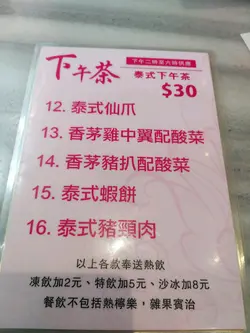 下午茶
下午二時至六時供應
泰式下午茶
$30
12. 泰式仙爪
13. 香茅雞中翼配酸菜
14. 香茅豬扒配酸菜
15. 泰式蝦餅
16. 泰式豬頸肉
以上各款奉送熱飲
凍飲加2元、特飲加5元、沙冰加8元
餐飲不包括熱檸樂，雜果賓治